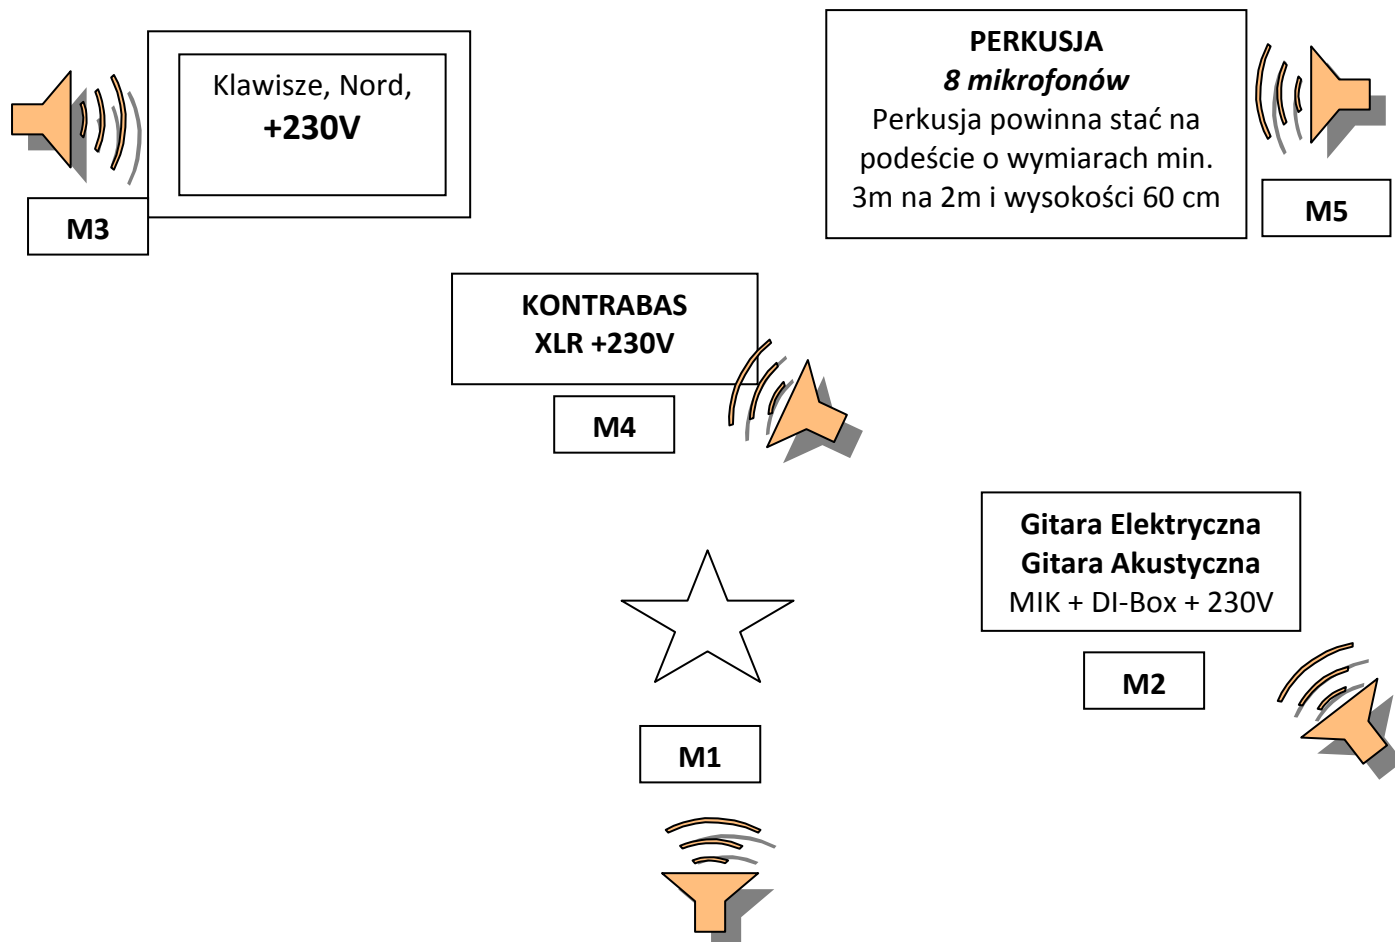 Klawisze, Nord,
+230V
M3
PERKUSJA
8 mikrofonów
Perkusja powinna stać na
podeście o wymiarach min.
3m na 2m i wysokości 60 cm
M5
KONTRABAS
XLR +230V
M4
Gitara Elektryczna
Gitara Akustyczna
MIK + DI-Box + 230V
M2
M1